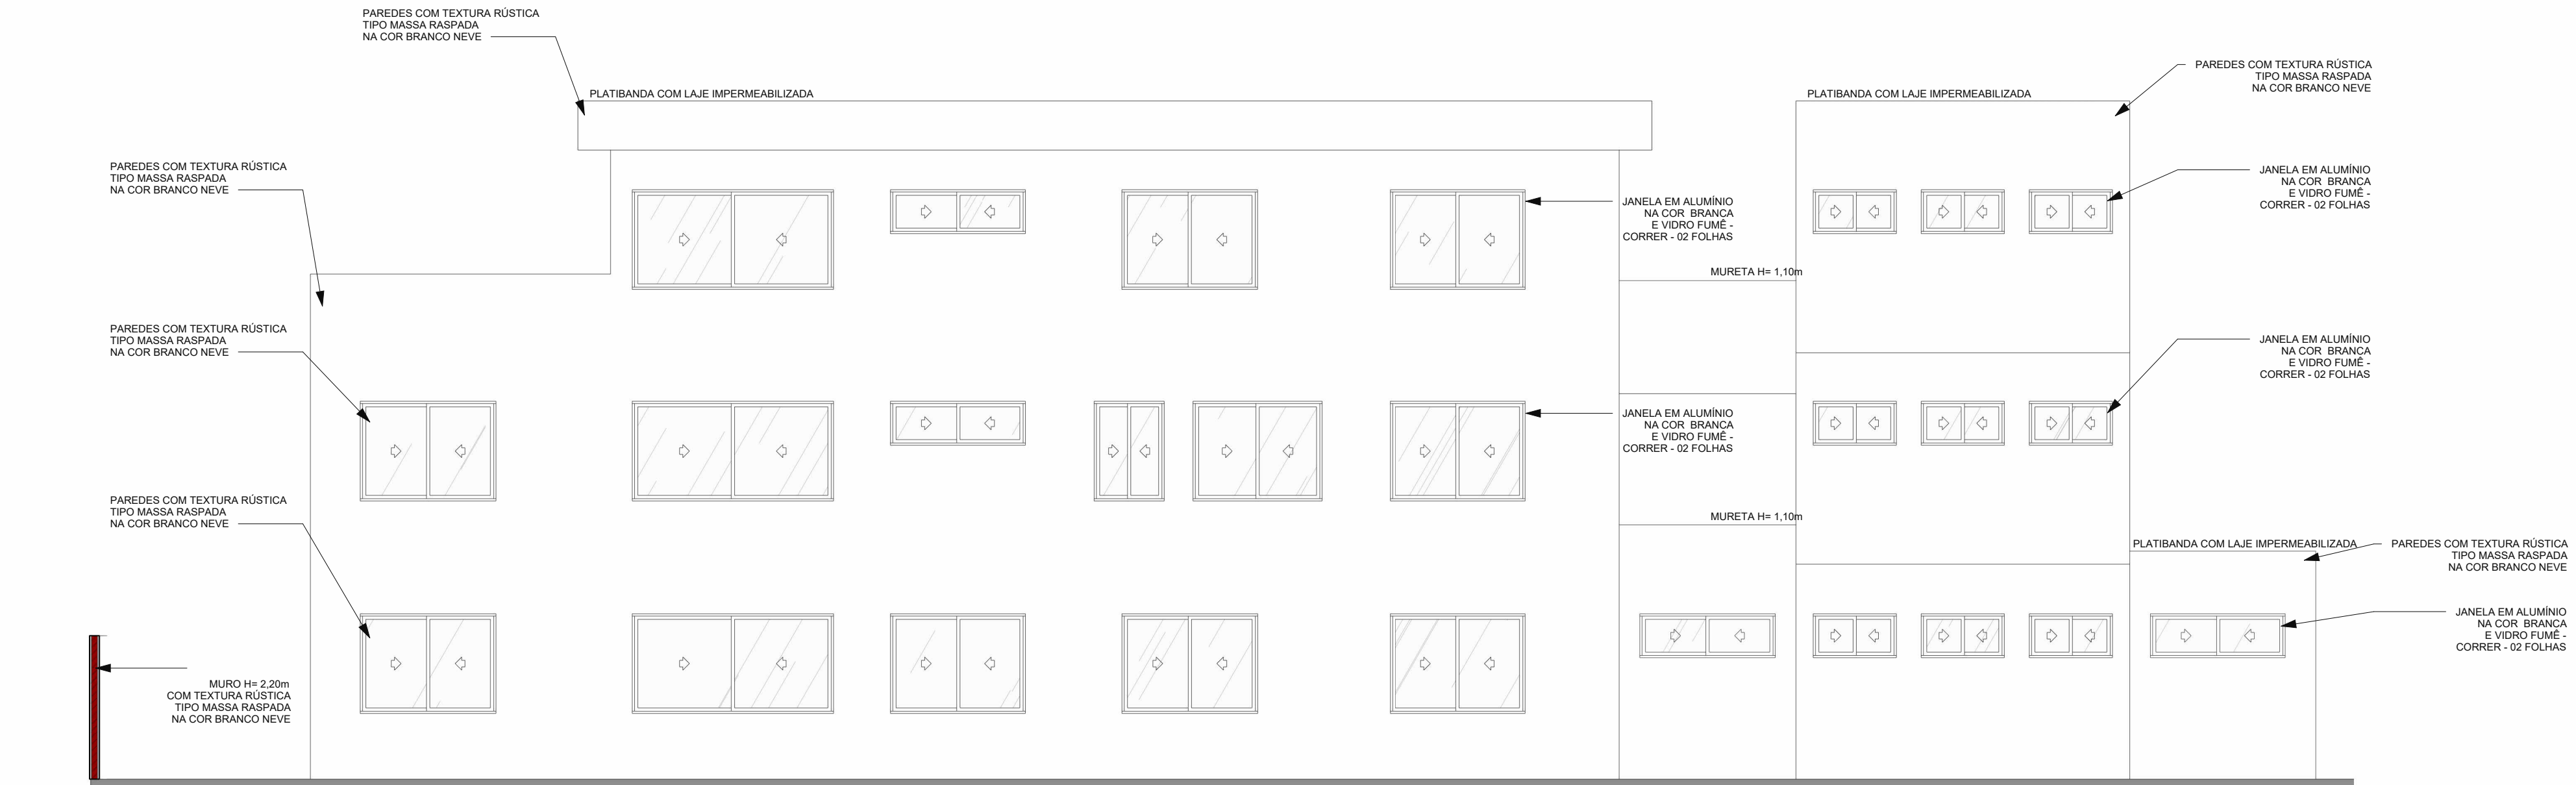 PAREDES COM TEXTURA RÚSTICA
TIPO MASSA RASPADA
NA COR BRANCO NEVE
PLATIBANDA COM LAJE IMPERMEABILIZADA
PLATIBANDA COM LAJE IMPERMEABILIZADA
PAREDES COM TEXTURA RÚSTICA
TIPO MASSA RASPADA
NA COR BRANCO NEVE
PAREDES COM TEXTURA RÚSTICA
TIPO MASSA RASPADA
NA COR BRANCO NEVE
JANELA EM ALUMÍNIO
NA COR BRANCA
E VIDRO FUMÊ -
CORRER - 02 FOLHAS
JANELA EM ALUMÍNIO
NA COR BRANCA
E VIDRO FUMÊ -
CORRER - 02 FOLHAS
MURETA H= 1,10m
PAREDES COM TEXTURA RÚSTICA
TIPO MASSA RASPADA
NA COR BRANCO NEVE
JANELA EM ALUMÍNIO
NA COR BRANCA
E VIDRO FUMÊ -
CORRER - 02 FOLHAS
JANELA EM ALUMÍNIO
NA COR BRANCA
E VIDRO FUMÊ -
CORRER - 02 FOLHAS
PAREDES COM TEXTURA RÚSTICA
TIPO MASSA RASPADA
NA COR BRANCO NEVE
MURETA H= 1,10m
PLATIBANDA COM LAJE IMPERMEABILIZADA
PAREDES COM TEXTURA RÚSTICA
TIPO MASSA RASPADA
NA COR BRANCO NEVE
JANELA EM ALUMÍNIO
NA COR BRANCA
E VIDRO FUMÊ -
CORRER - 02 FOLHAS
MURO H= 2,20m
COM TEXTURA RÚSTICA
TIPO MASSA RASPADA
NA COR BRANCO NEVE